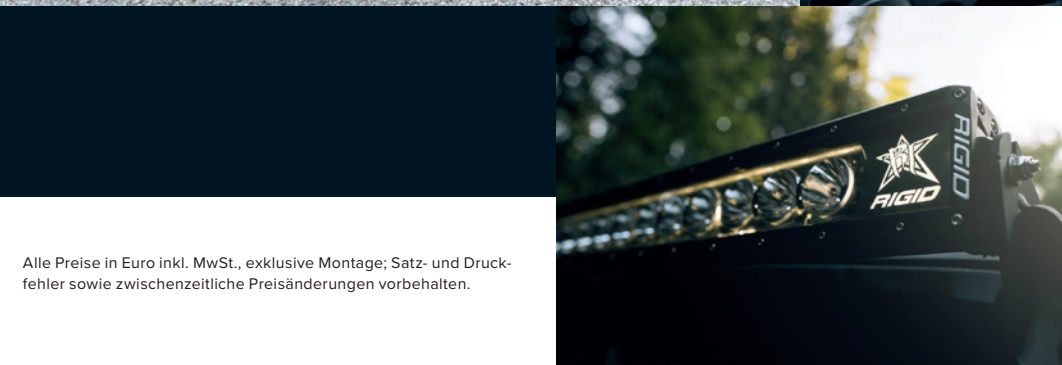 Alle Preise in Euro inkl. MwSt., exklusive Montage; Satz- und Druck-
fehler sowie zwischenzeitliche Preisänderungen vorbehalten.
RIGID
RIGID